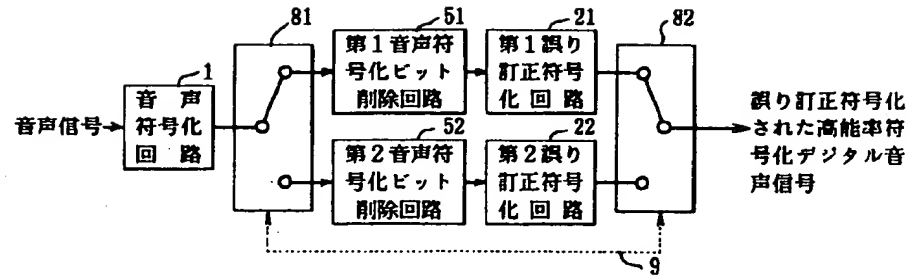 81
51
21
82
1
音声信号
音声
符号化
回路
第1音声符
号化ビット
削除回路
第1誤り
訂正符号
化回路
52
22
第2音声符
号化ビット
削除回路
第2誤り
訂正符号
化回路
誤り訂正符号化
された高能率符
号化デジタル音
声信号
9